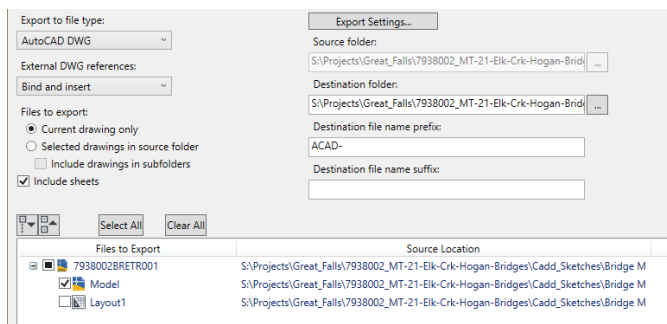 Export to file type:
AutoCAD DWG
External DWG references:
Bind and insert
Files to export:
Current drawing only
Selected drawings in source folder
Include drawings in subfolders
Include sheets
Export Settings...
Source folder:
S:\Projects\Great_Falls\7938002_MT-21-Elk-Crk-Hogan-Bridg ...
Destination folder:
S:\Projects\Great_Falls\7938002_MT-21-Elk-Crk-Hogan-Bridg ...
Destination file name prefix:
ACAD-
Destination file name suffix:
Select All Clear All
Files to Export Source Location
7938002BRETR001 S:\Projects\Great_Falls\7938002_MT-21-Elk-Crk-Hogan-Bridges\Cadd_Sketches\Bridge M
Model S:\Projects\Great_Falls\7938002_MT-21-Elk-Crk-Hogan-Bridges\Cadd_Sketches\Bridge M
Layout1 S:\Projects\Great_Falls\7938002_MT-21-Elk-Crk-Hogan-Bridges\Cadd_Sketches\Bridge M